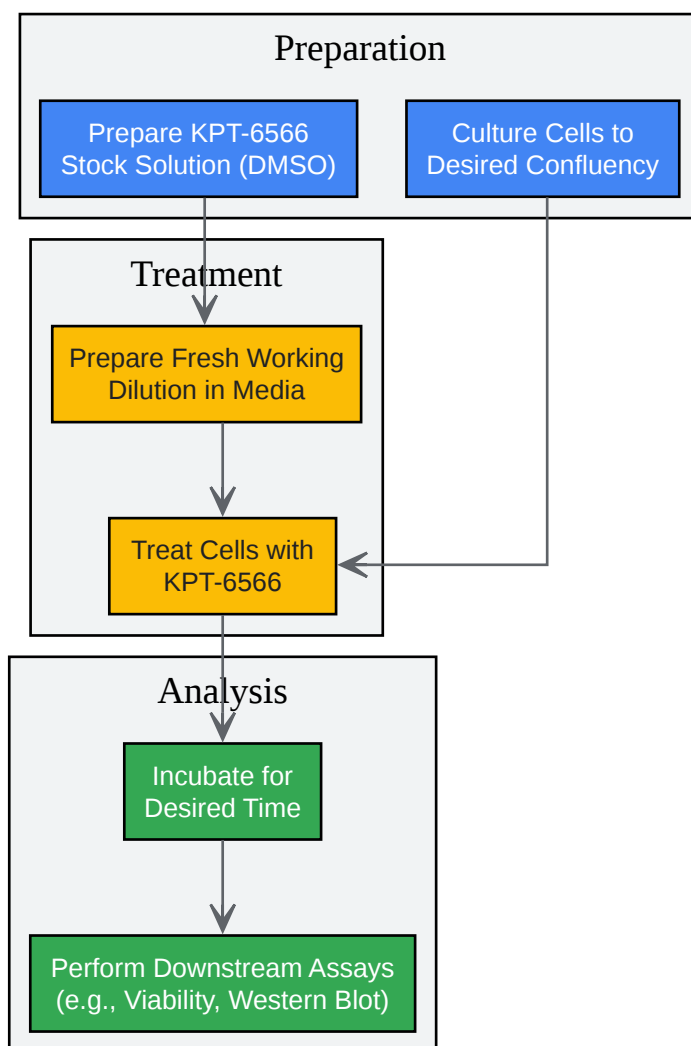 Preparation
Prepare KPT-6566
Stock Solution (DMSO)
Culture Cells to
Desired Confluency
Treatment
Prepare Fresh Working
Dilution in Media
Treat Cells with
KPT-6566
Analysis
Incubate for
Desired Time
Perform Downstream Assays
(e.g., Viability, Western Blot)